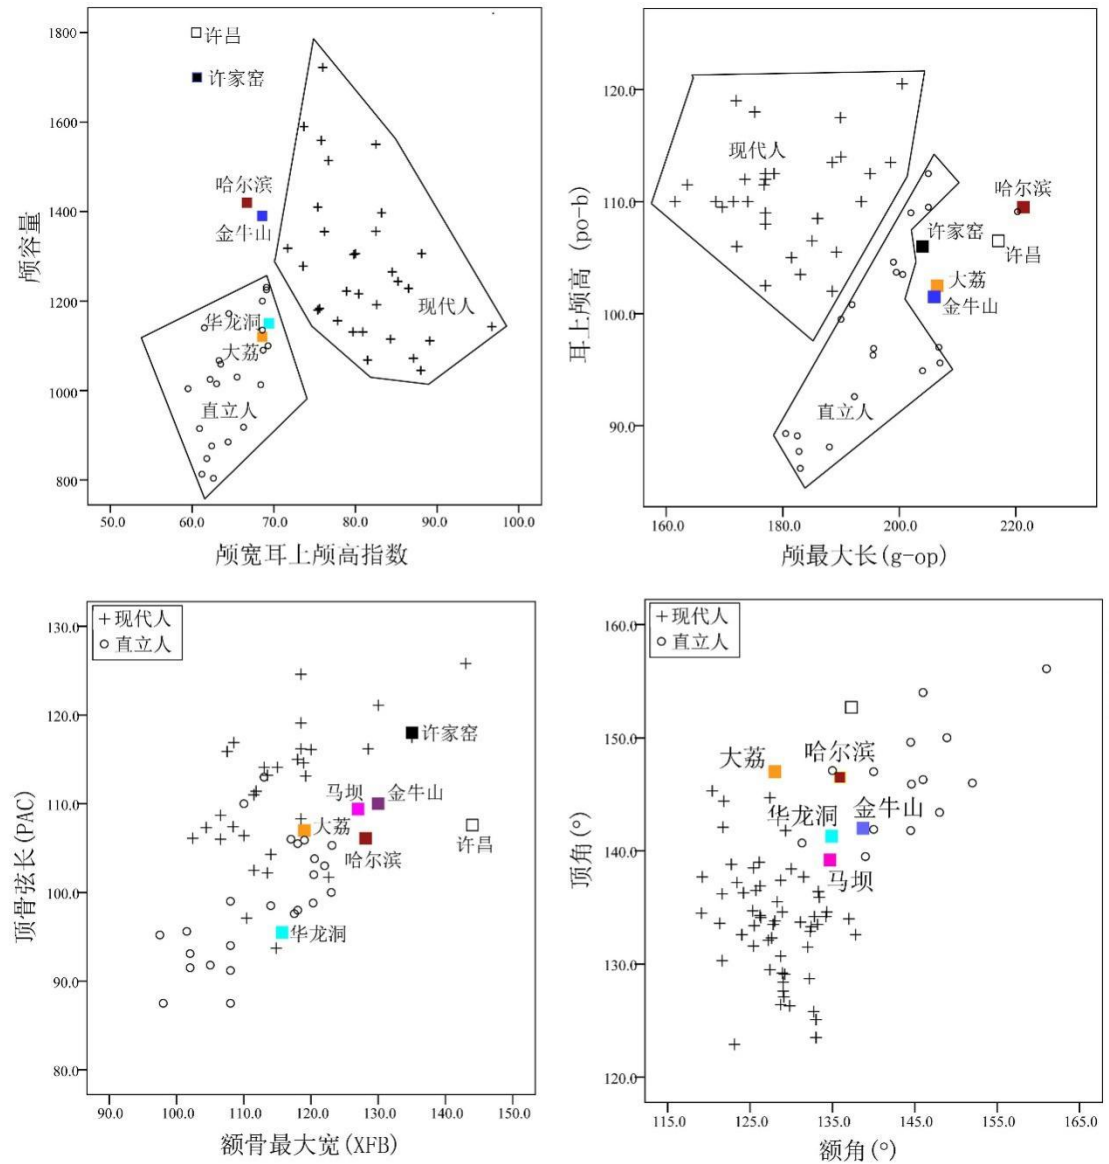 1800
1600
1400
1200
1000
800
颅容量
许昌
许家窑
哈尔滨
金牛山
华龙洞
大荔
直立人
现代人
50.0
60.0
70.0
80.0
90.0
100.0
颅宽耳上颅高指数
120.0
110.0
100.0
90.0
耳上颅高 (po-b)
现代人
哈尔滨
许家窑
许昌
大荔
金牛山
直立人
160.0
180.0
200.0
220.0
颅最大长(g-op)
现代人
直立人
130.0
120.0
110.0
100.0
90.0
80.0
顶骨弦长(PAC)
许家窑
马坝
金牛山
大荔
哈尔滨
许昌
华龙洞
90.0
100.0
110.0
120.0
130.0
140.0
150.0
额骨最大宽(XFB)
现代人
直立人
160.0
150.0
140.0
130.0
120.0
顶角(°)
大荔
哈尔滨
华龙洞
金牛山
马坝
115.0
125.0
135.0
145.0
155.0
165.0
额角(°)